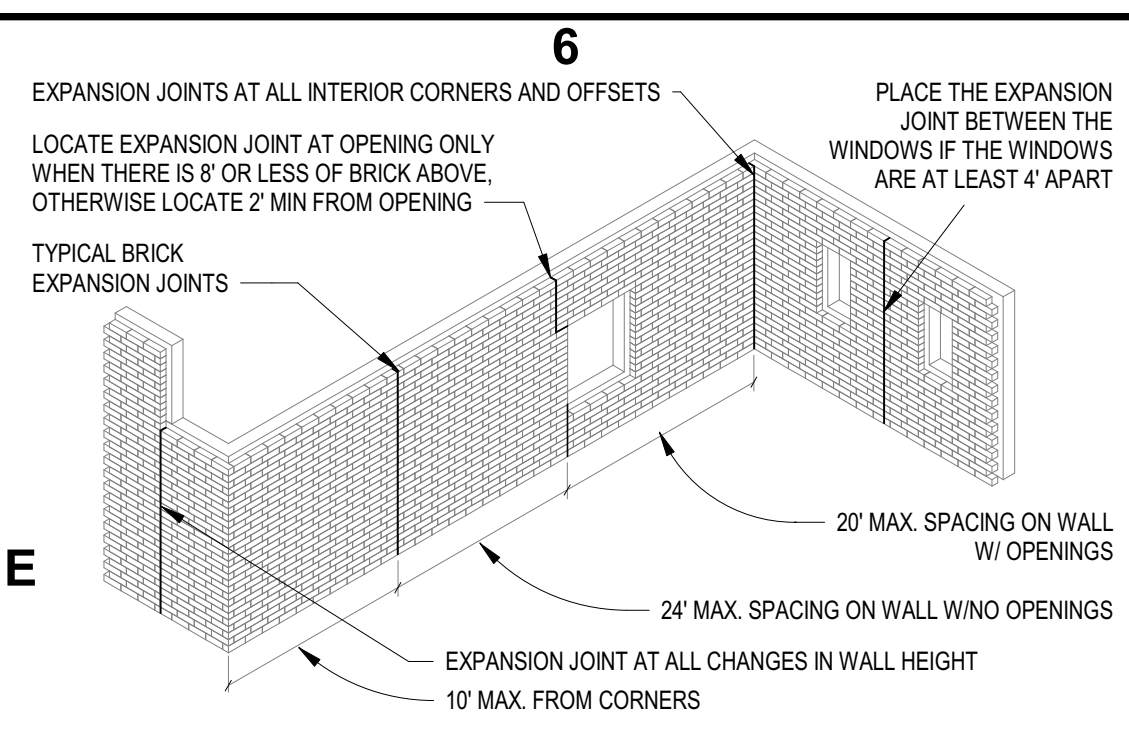 6
EXPANSION JOINTS AT ALL INTERIOR CORNERS AND OFFSETS
PLACE THE EXPANSION
JOINT BETWEEN THE
WINDOWS IF THE WINDOWS
ARE AT LEAST 4' APART
LOCATE EXPANSION JOINT AT OPENING ONLY
WHEN THERE IS 8' OR LESS OF BRICK ABOVE,
OTHERWISE LOCATE 2' MIN FROM OPENING
TYPICAL BRICK
EXPANSION JOINTS
E
20' MAX. SPACING ON WALL
W/ OPENINGS
24' MAX. SPACING ON WALL W/NO OPENINGS
EXPANSION JOINT AT ALL CHANGES IN WALL HEIGHT
10' MAX. FROM CORNERS